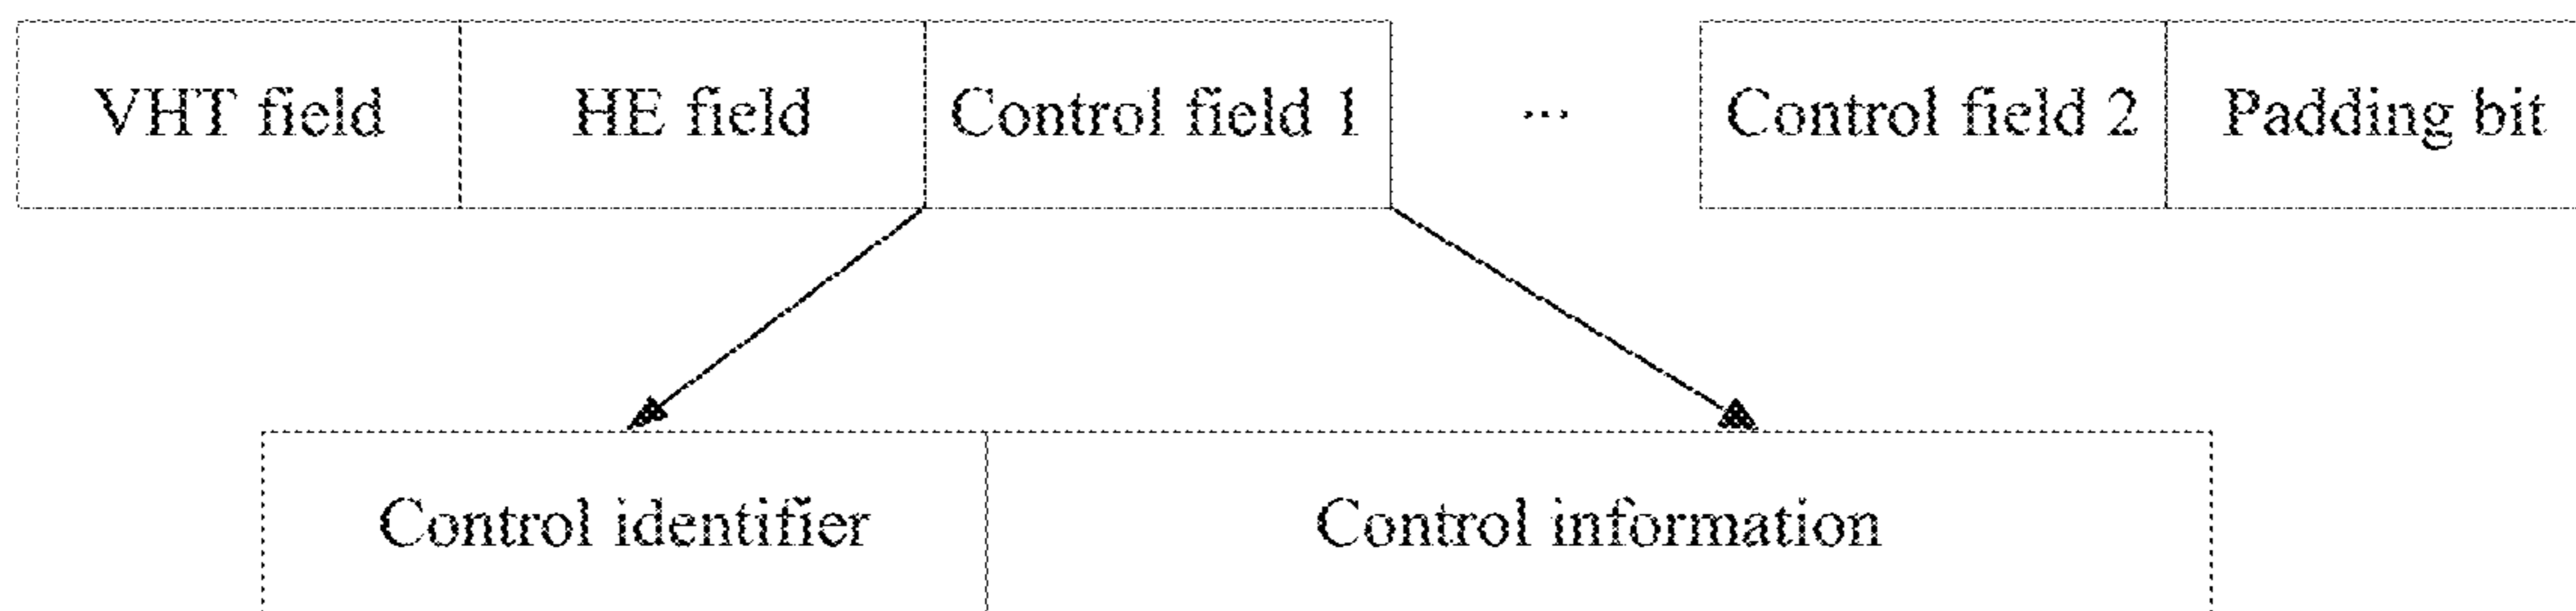 VHT field HE field Control field 1 ... Control field 2 Padding bit
Control identifier Control information